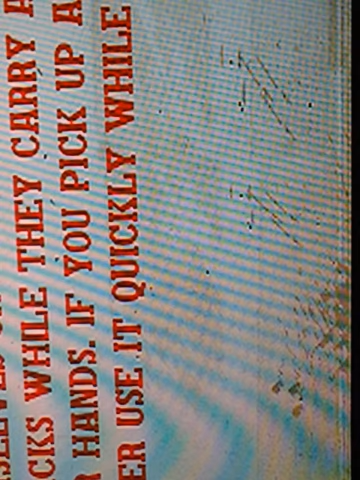 CKS WHILE THEY CARRY A
HANDS. IF YOU PICK UP A
ER USE IT QUICKLY WHILE